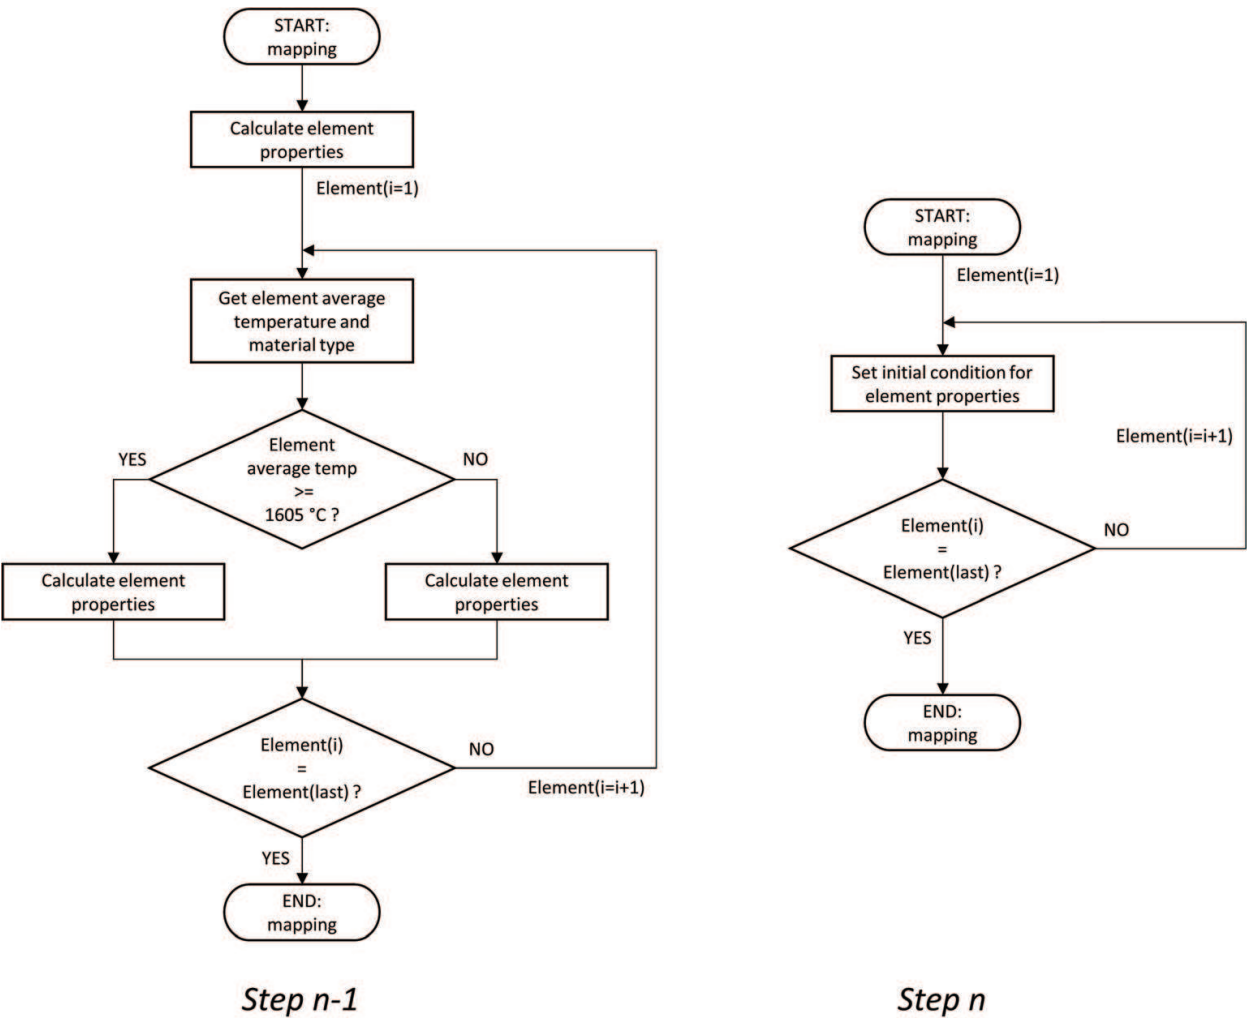 START:
mapping
Calculate element
properties
Element(i=1)
Get element average
temperature and
material type
Element
average temp
>=
1605 °C ?
YES
NO
Calculate element
properties
Calculate element
properties
Element(i)
=
Element(last) ?
NO
Element(i=i+1)
YES
END:
mapping
Step n-1
START:
mapping
Element(i=1)
Set initial condition for
element properties
Element(i=i+1)
Element(i)
=
Element(last) ?
NO
YES
END:
mapping
Step n